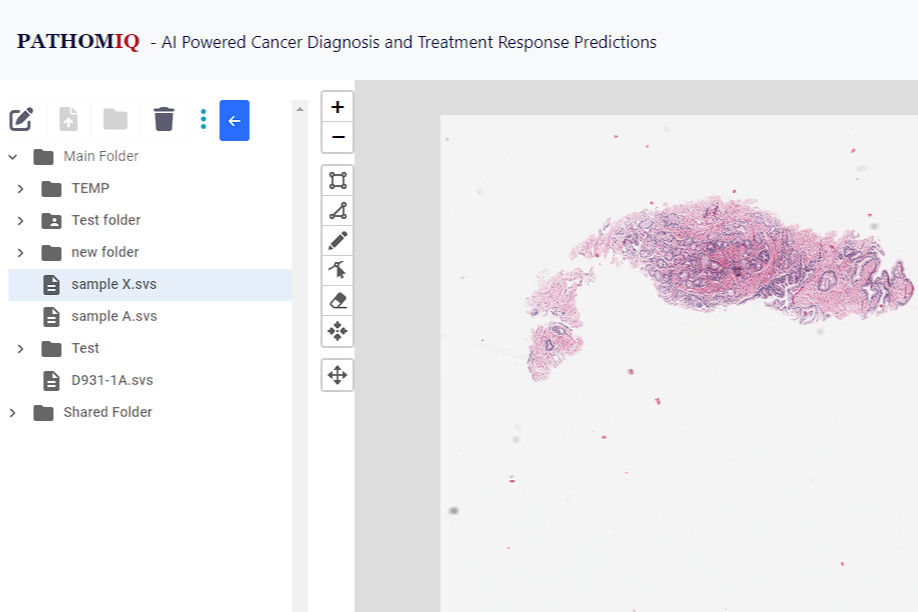 PATHOMIQ - AI Powered Cancer Diagnosis and Treatment Response Predictions
Main Folder
TEMP
Test folder
new folder
sample X.svs
sample A.svs
Test
D931-1A.svs
Shared Folder